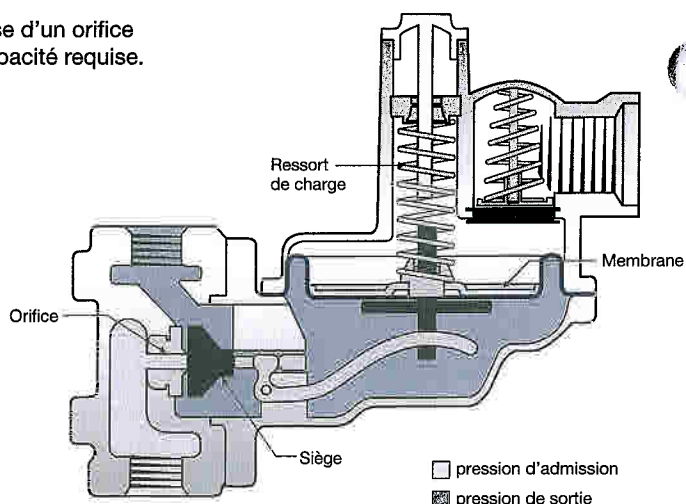 se d'un orifice
pacité requise.
Ressort
de charge
Membrane
Orifice
Siège
pression d'admission
pression de sortie